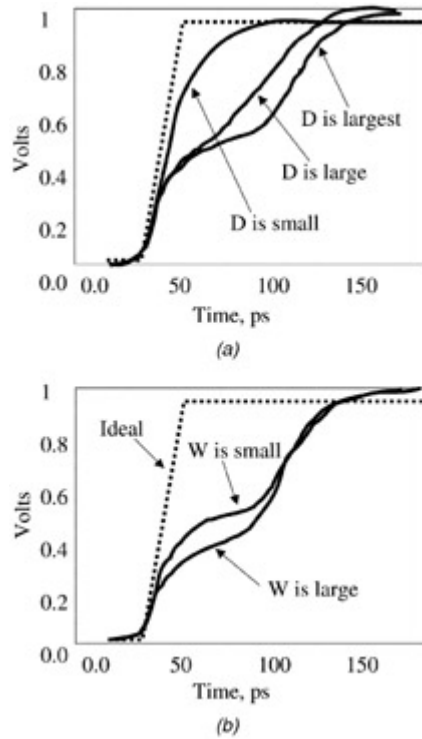 1
0.8
0.6
0.4
0.2
0.0
Volts
D is largest
D is large
D is small
0.0 50 100 150
Time, ps
(a)
1
0.8
0.6
0.4
0.2
0.0
Volts
Ideal
W is small
W is large
0.0 50 100 150
Time, ps
(b)